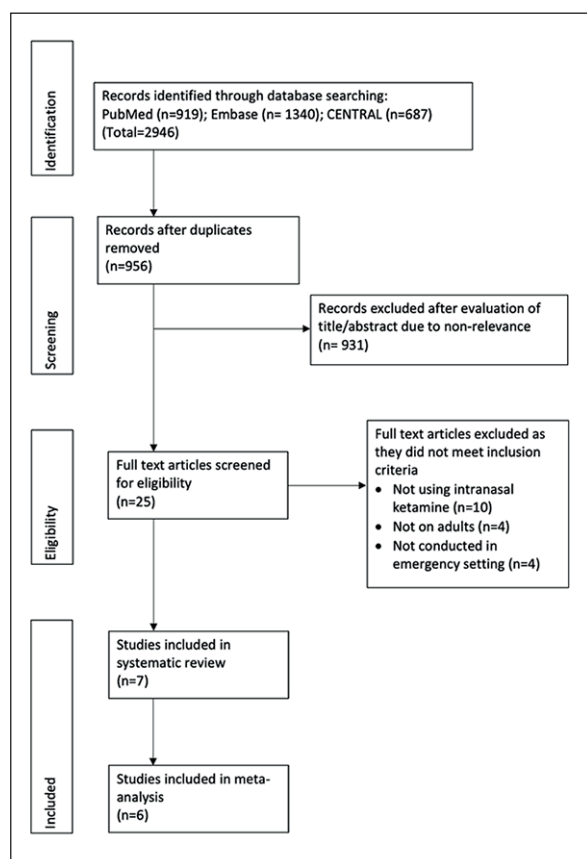 Identification
Records identified through database searching:
PubMed (n=919); Embase (n= 1340); CENTRAL (n=687)
(Total=2946)
Screening
Records after duplicates
removed
(n=956)
Records excluded after evaluation of
title/abstract due to non-relevance
(n= 931)
Eligibility
Full text articles screened
for eligibility
(n=25)
Full text articles excluded as
they did not meet inclusion
criteria
• Not using intranasal
ketamine (n=10)
• Not on adults (n=4)
• Not conducted in
emergency setting (n=4)
Included
Studies included in
systematic review
(n=7)
Studies included in meta-
analysis
(n=6)